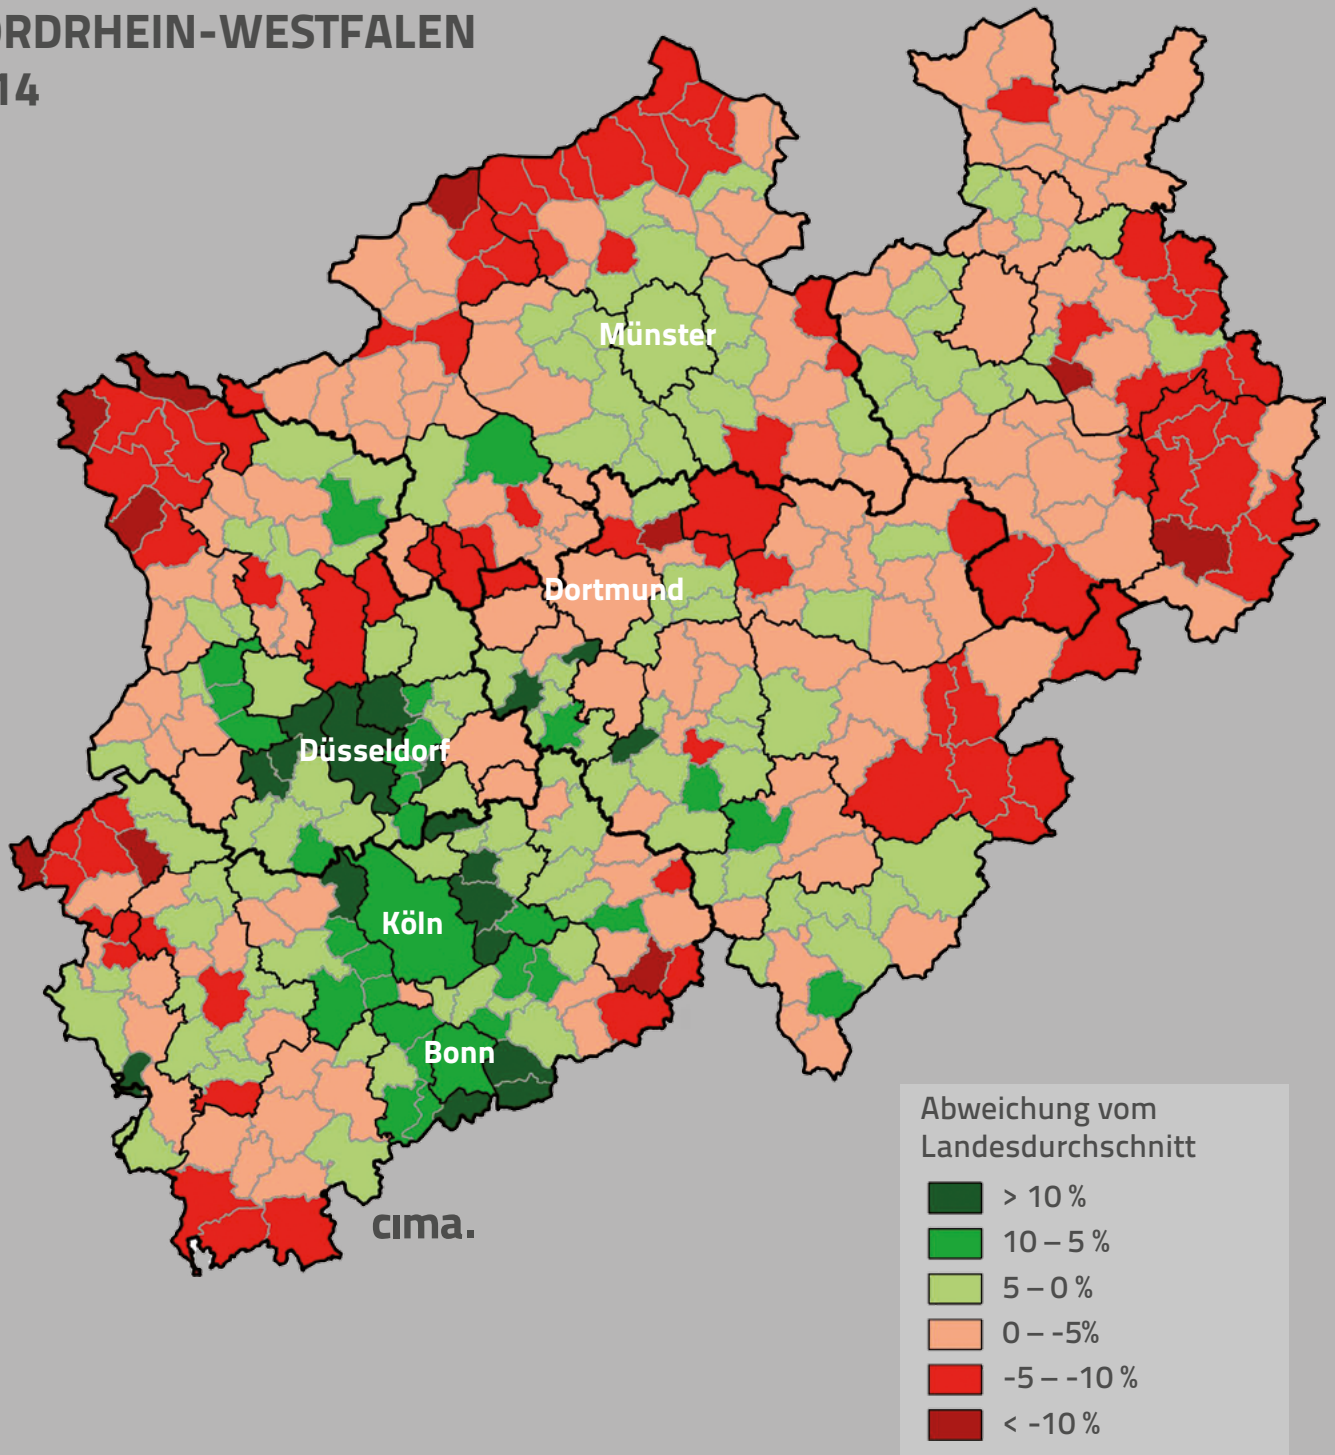 RDRHEIN-WESTFALEN
14
Münster
Dortmund
Düsseldorf
Köln
Bonn
cima.
Abweichung vom
Landesdurchschnitt
> 10 %
10 – 5 %
5 – 0 %
0 – -5%
-5 – -10 %
< -10 %